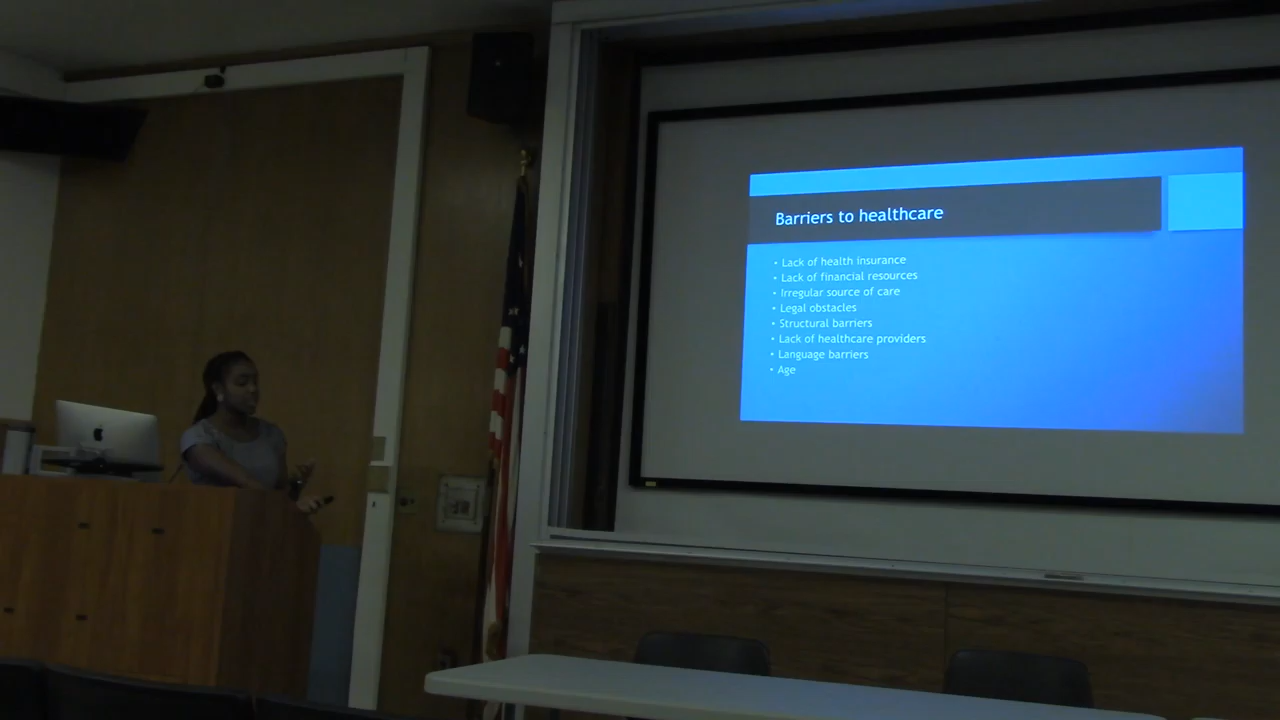 Barriers to healthcare
• Lack of health insurance
• Lack of financial resources
• Irregular source of care
• Legal obstacles
• Structural barriers
• Lack of healthcare providers
• Language barriers
• Age